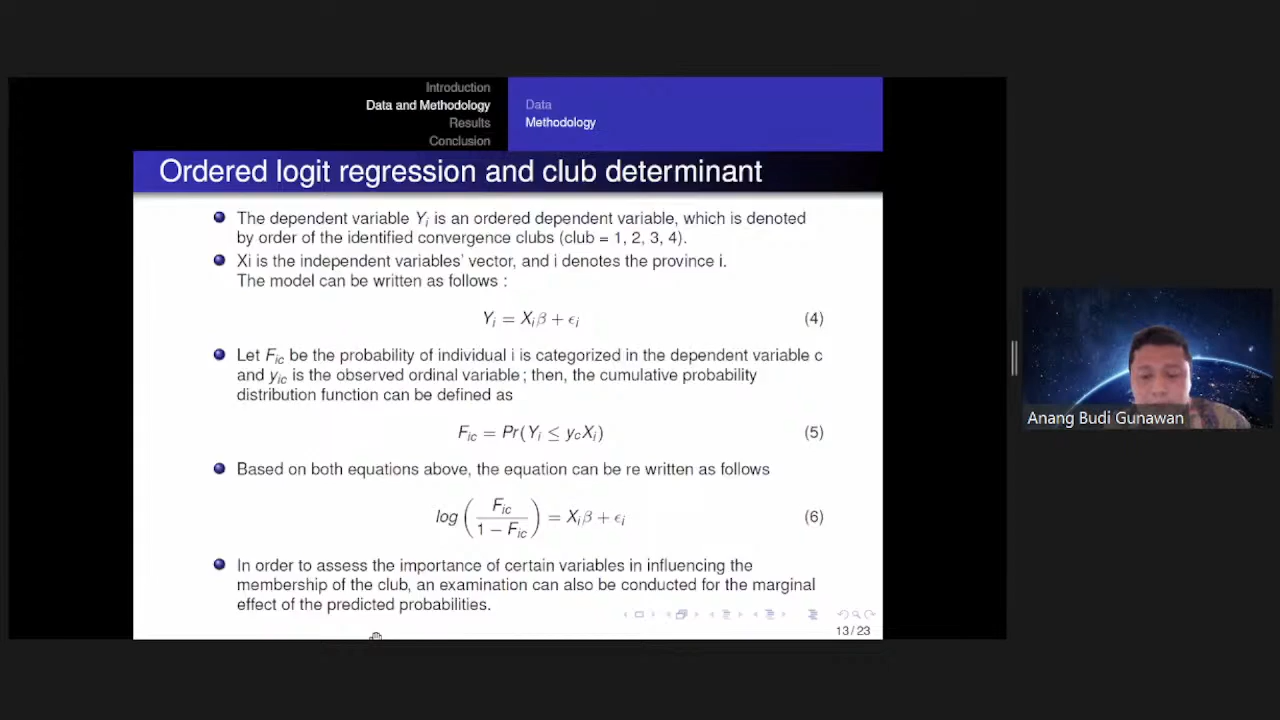 Introduction
Data and Methodology
Results
Conclusion
Data
Methodology
Ordered logit regression and club determinant
The dependent variable Yi is an ordered dependent variable, which is denoted
by order of the identified convergence clubs (club = 1, 2, 3, 4).
Xi is the independent variables' vector, and i denotes the province i.
The model can be written as follows :
Yi = Xiβ + ϵi (4)
Let Fic be the probability of individual i is categorized in the dependent variable c
and yic is the observed ordinal variable ; then, the cumulative probability
distribution function can be defined as
Fic = Pr(Yi ≤ ycXi) (5)
Based on both equations above, the equation can be re written as follows
log (Fic / 1 − Fic) = Xiβ + ϵi (6)
In order to assess the importance of certain variables in influencing the
membership of the club, an examination can also be conducted for the marginal
effect of the predicted probabilities.
13 / 23
Anang Budi Gunawan